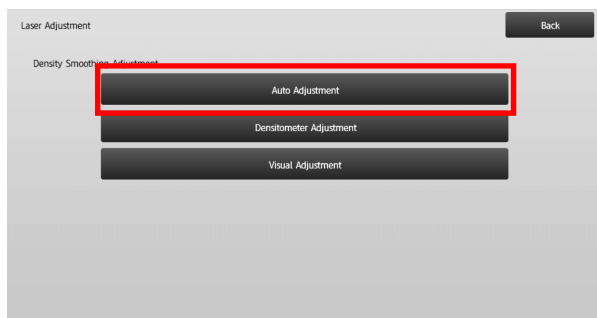 Laser Adjustment
Back
Density Smoothing Adjustment
Auto Adjustment
Densitometer Adjustment
Visual Adjustment